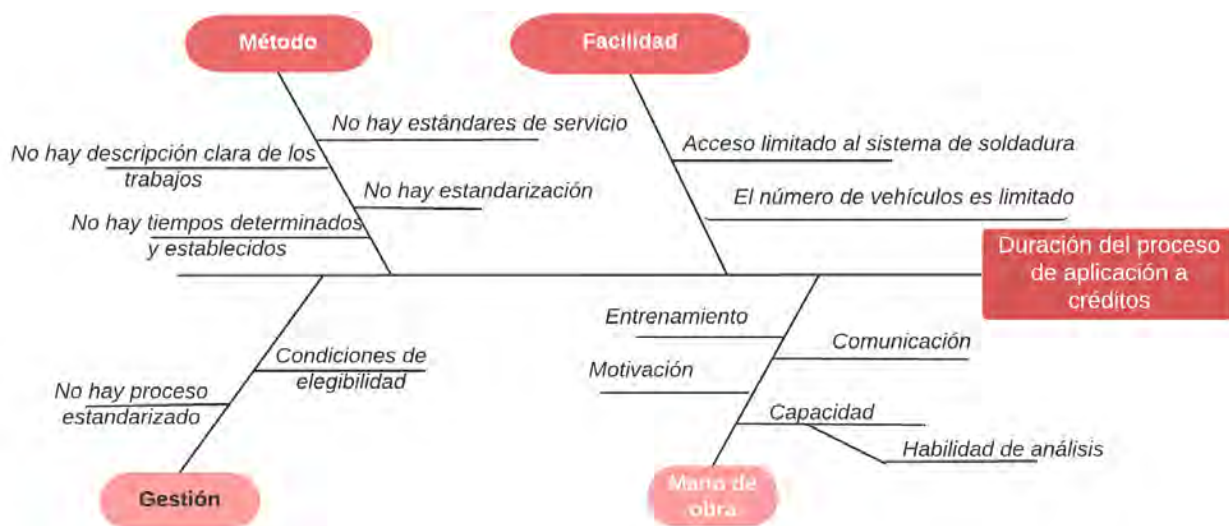 Método
Facilidad
No hay estándares de servicio
No hay descripción clara de los
trabajos
No hay estandarización
No hay tiempos determinados
y establecidos
Acceso limitado al sistema de soldadura
El número de vehículos es limitado
Duración del proceso
de aplicación a
créditos
Condiciones de
elegibilidad
No hay proceso
estandarizado
Gestión
Entrenamiento
Motivación
Comunicación
Capacidad
Habilidad de análisis
Mano de
obra